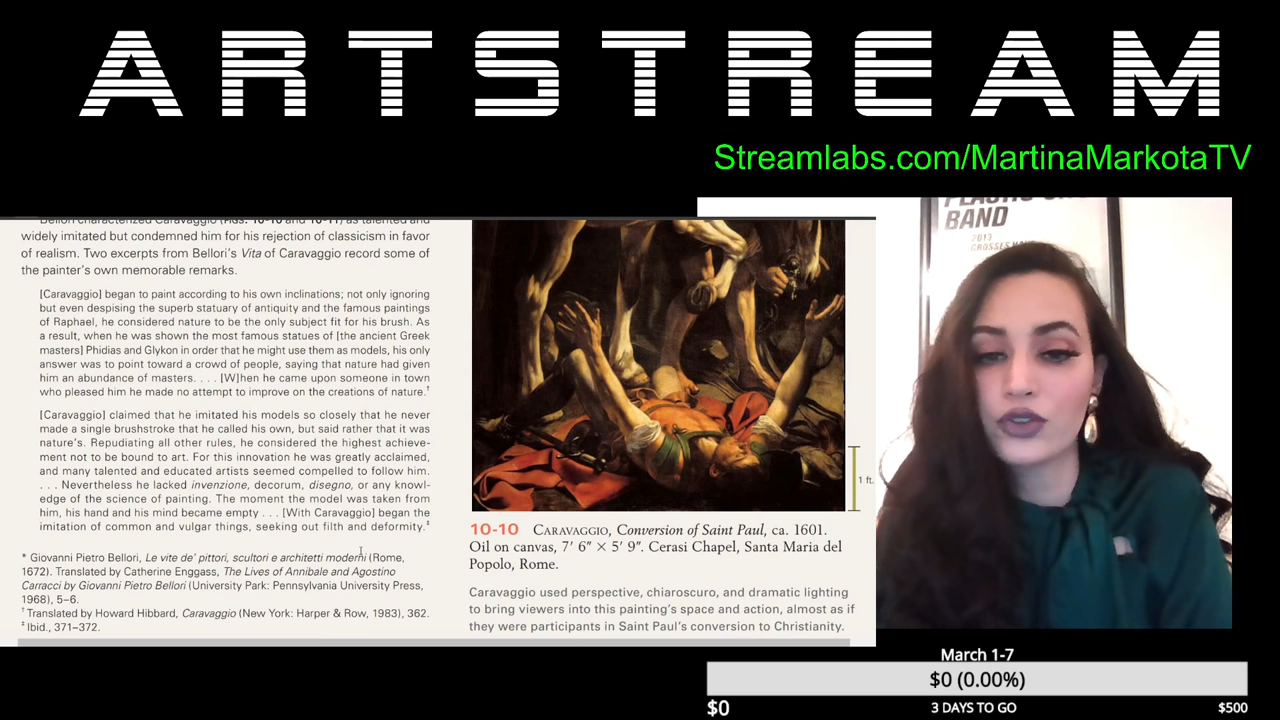 ARTSTREAM
Streamlabs.com/MartinaMarkotaTV
Bellori characterized Caravaggio (FIGS. 10-10 and 10-11) as talented and
widely imitated but condemned him for his rejection of classicism in favor
of realism. Two excerpts from Bellori's Vita of Caravaggio record some of
the painter's own memorable remarks.
[Caravaggio] began to paint according to his own inclinations; not only ignoring
but even despising the superb statuary of antiquity and the famous paintings
of Raphael, he considered nature to be the only subject fit for his brush. As
a result, when he was shown the most famous statues of [the ancient Greek
masters] Phidias and Glykon in order that he might use them as models, his only
answer was to point toward a crowd of people, saying that nature had given
him an abundance of masters. . . . [W]hen he came upon someone in town
who pleased him he made no attempt to improve on the creations of nature.†
[Caravaggio] claimed that he imitated his models so closely that he never
made a single brushstroke that he called his own, but said rather that it was
nature's. Repudiating all other rules, he considered the highest achieve-
ment not to be bound to art. For this innovation he was greatly acclaimed,
and many talented and educated artists seemed compelled to follow him.
. . . Nevertheless he lacked invenzione, decorum, disegno, or any knowl-
edge of the science of painting. The moment the model was taken from
him, his hand and his mind became empty . . . [With Caravaggio] began the
imitation of common and vulgar things, seeking out filth and deformity.‡
* Giovanni Pietro Bellori, Le vite de' pittori, scultori e architetti moderni (Rome,
1672). Translated by Catherine Enggass, The Lives of Annibale and Agostino
Carracci by Giovanni Pietro Bellori (University Park: Pennsylvania University Press,
1968), 5–6.
† Translated by Howard Hibbard, Caravaggio (New York: Harper & Row, 1983), 362.
‡ Ibid., 371–372.
1 ft.
10-10 CARAVAGGIO, Conversion of Saint Paul, ca. 1601.
Oil on canvas, 7' 6" × 5' 9". Cerasi Chapel, Santa Maria del
Popolo, Rome.
Caravaggio used perspective, chiaroscuro, and dramatic lighting
to bring viewers into this painting's space and action, almost as if
they were participants in Saint Paul's conversion to Christianity.
BAND
2013
March 1-7
$0 (0.00%)
$0
3 DAYS TO GO
$500